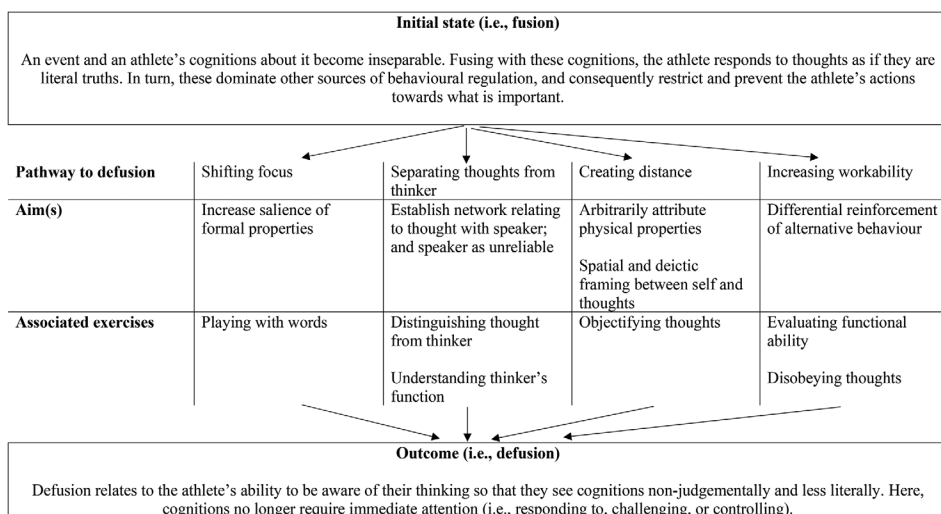 Initial state (i.e., fusion)
An event and an athlete's cognitions about it become inseparable. Fusing with these cognitions, the athlete responds to thoughts as if they are
literal truths. In turn, these dominate other sources of behavioural regulation, and consequently restrict and prevent the athlete's actions
towards what is important.
Pathway to defusion
Shifting focus
Separating thoughts from
thinker
Creating distance
Increasing workability
Aim(s)
Increase salience of
formal properties
Establish network relating
to thought with speaker;
and speaker as unreliable
Arbitrarily attribute
physical properties
Spatial and deictic
framing between self and
thoughts
Differential reinforcement
of alternative behaviour
Associated exercises
Playing with words
Distinguishing thought
from thinker
Understanding thinker's
function
Objectifying thoughts
Evaluating functional
ability
Disobeying thoughts
Outcome (i.e., defusion)
Defusion relates to the athlete's ability to be aware of their thinking so that they see cognitions non-judgementally and less literally. Here,
cognitions no longer require immediate attention (i.e., responding to, challenging, or controlling).